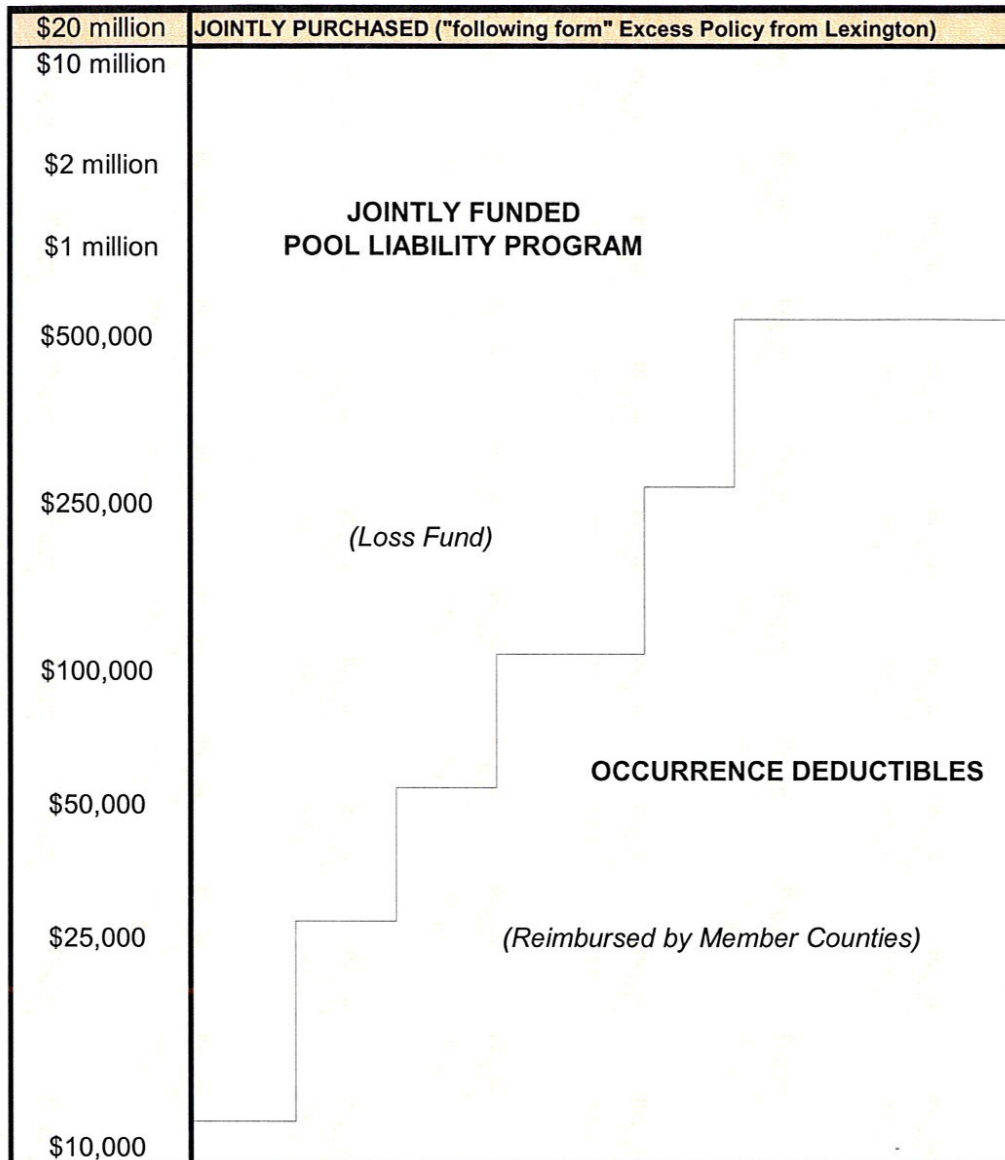 $20 million JOINTLY PURCHASED ("following form" Excess Policy from Lexington)
$10 million
$2 million
JOINTLY FUNDED
$1 million POOL LIABILITY PROGRAM
$500,000
$250,000
(Loss Fund)
$100,000
OCCURRENCE DEDUCTIBLES
$50,000
$25,000 (Reimbursed by Member Counties)
$10,000